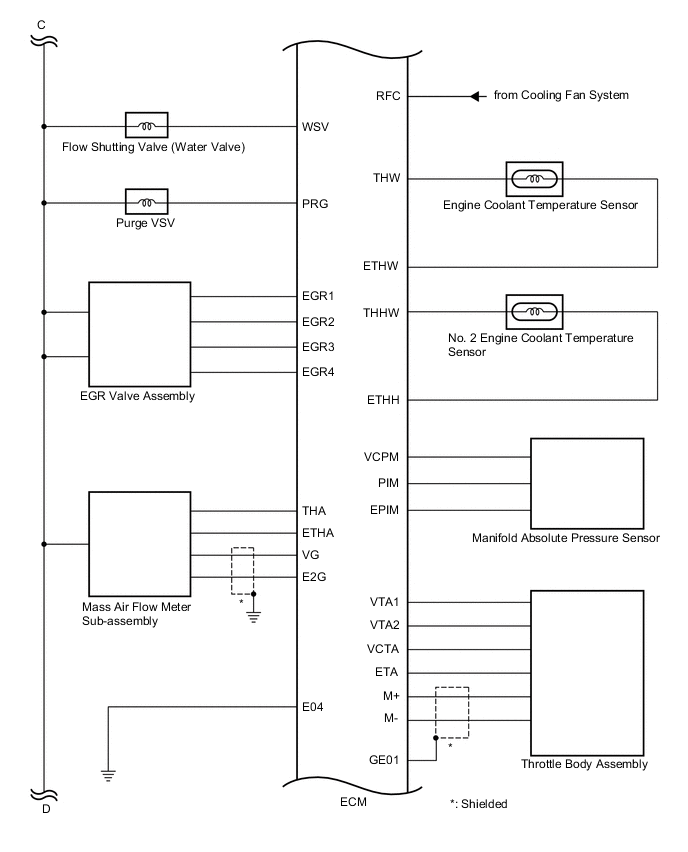 C
RFC
from Cooling Fan System
WSV
Flow Shutting Valve (Water Valve)
THW
Engine Coolant Temperature Sensor
PRG
Purge VSV
ETHW
EGR1
EGR2
EGR3
EGR4
EGR Valve Assembly
THHW
No. 2 Engine Coolant Temperature
Sensor
ETHH
VCPM
PIM
EPIM
Manifold Absolute Pressure Sensor
THA
ETHA
VG
E2G
*
Mass Air Flow Meter
Sub-assembly
VTA1
VTA2
VCTA
ETA
M+
M-
*
GE01
Throttle Body Assembly
E04
D
ECM
*: Shielded